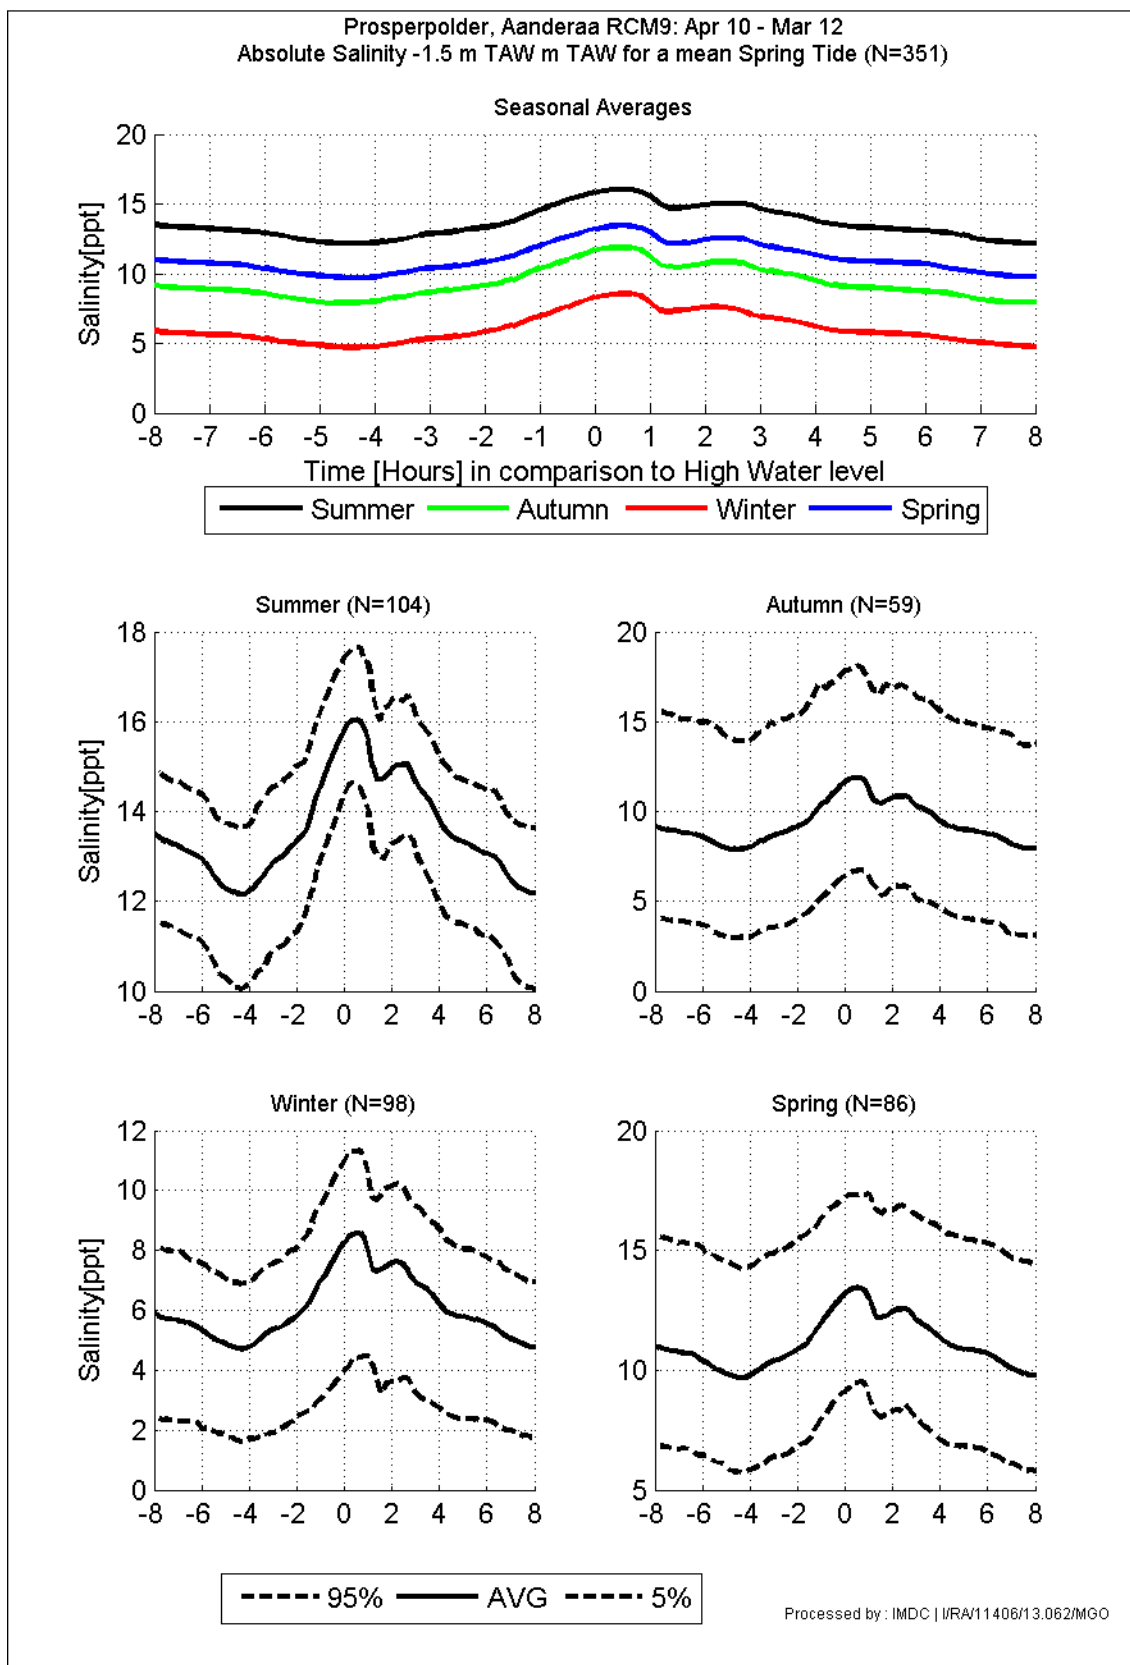 Prosperpolder, Aanderaa RCM9: Apr 10 - Mar 12
Absolute Salinity -1.5 m TAW m TAW for a mean Spring Tide (N=351)
Seasonal Averages
20
15
10
5
0
Salinity[ppt]
-8 -7 -6 -5 -4 -3 -2 -1 0 1 2 3 4 5 6 7 8
Time [Hours] in comparison to High Water level
Summer Autumn Winter Spring
Summer (N=104)
18
16
14
12
10
Salinity[ppt]
-8 -6 -4 -2 0 2 4 6 8
Autumn (N=59)
20
15
10
5
0
-8 -6 -4 -2 0 2 4 6 8
Winter (N=98)
12
10
8
6
4
2
0
Salinity[ppt]
-8 -6 -4 -2 0 2 4 6 8
Spring (N=86)
20
15
10
5
-8 -6 -4 -2 0 2 4 6 8
95% AVG 5%
Processed by : IMDC | I/RA/11406/13.062/MGO